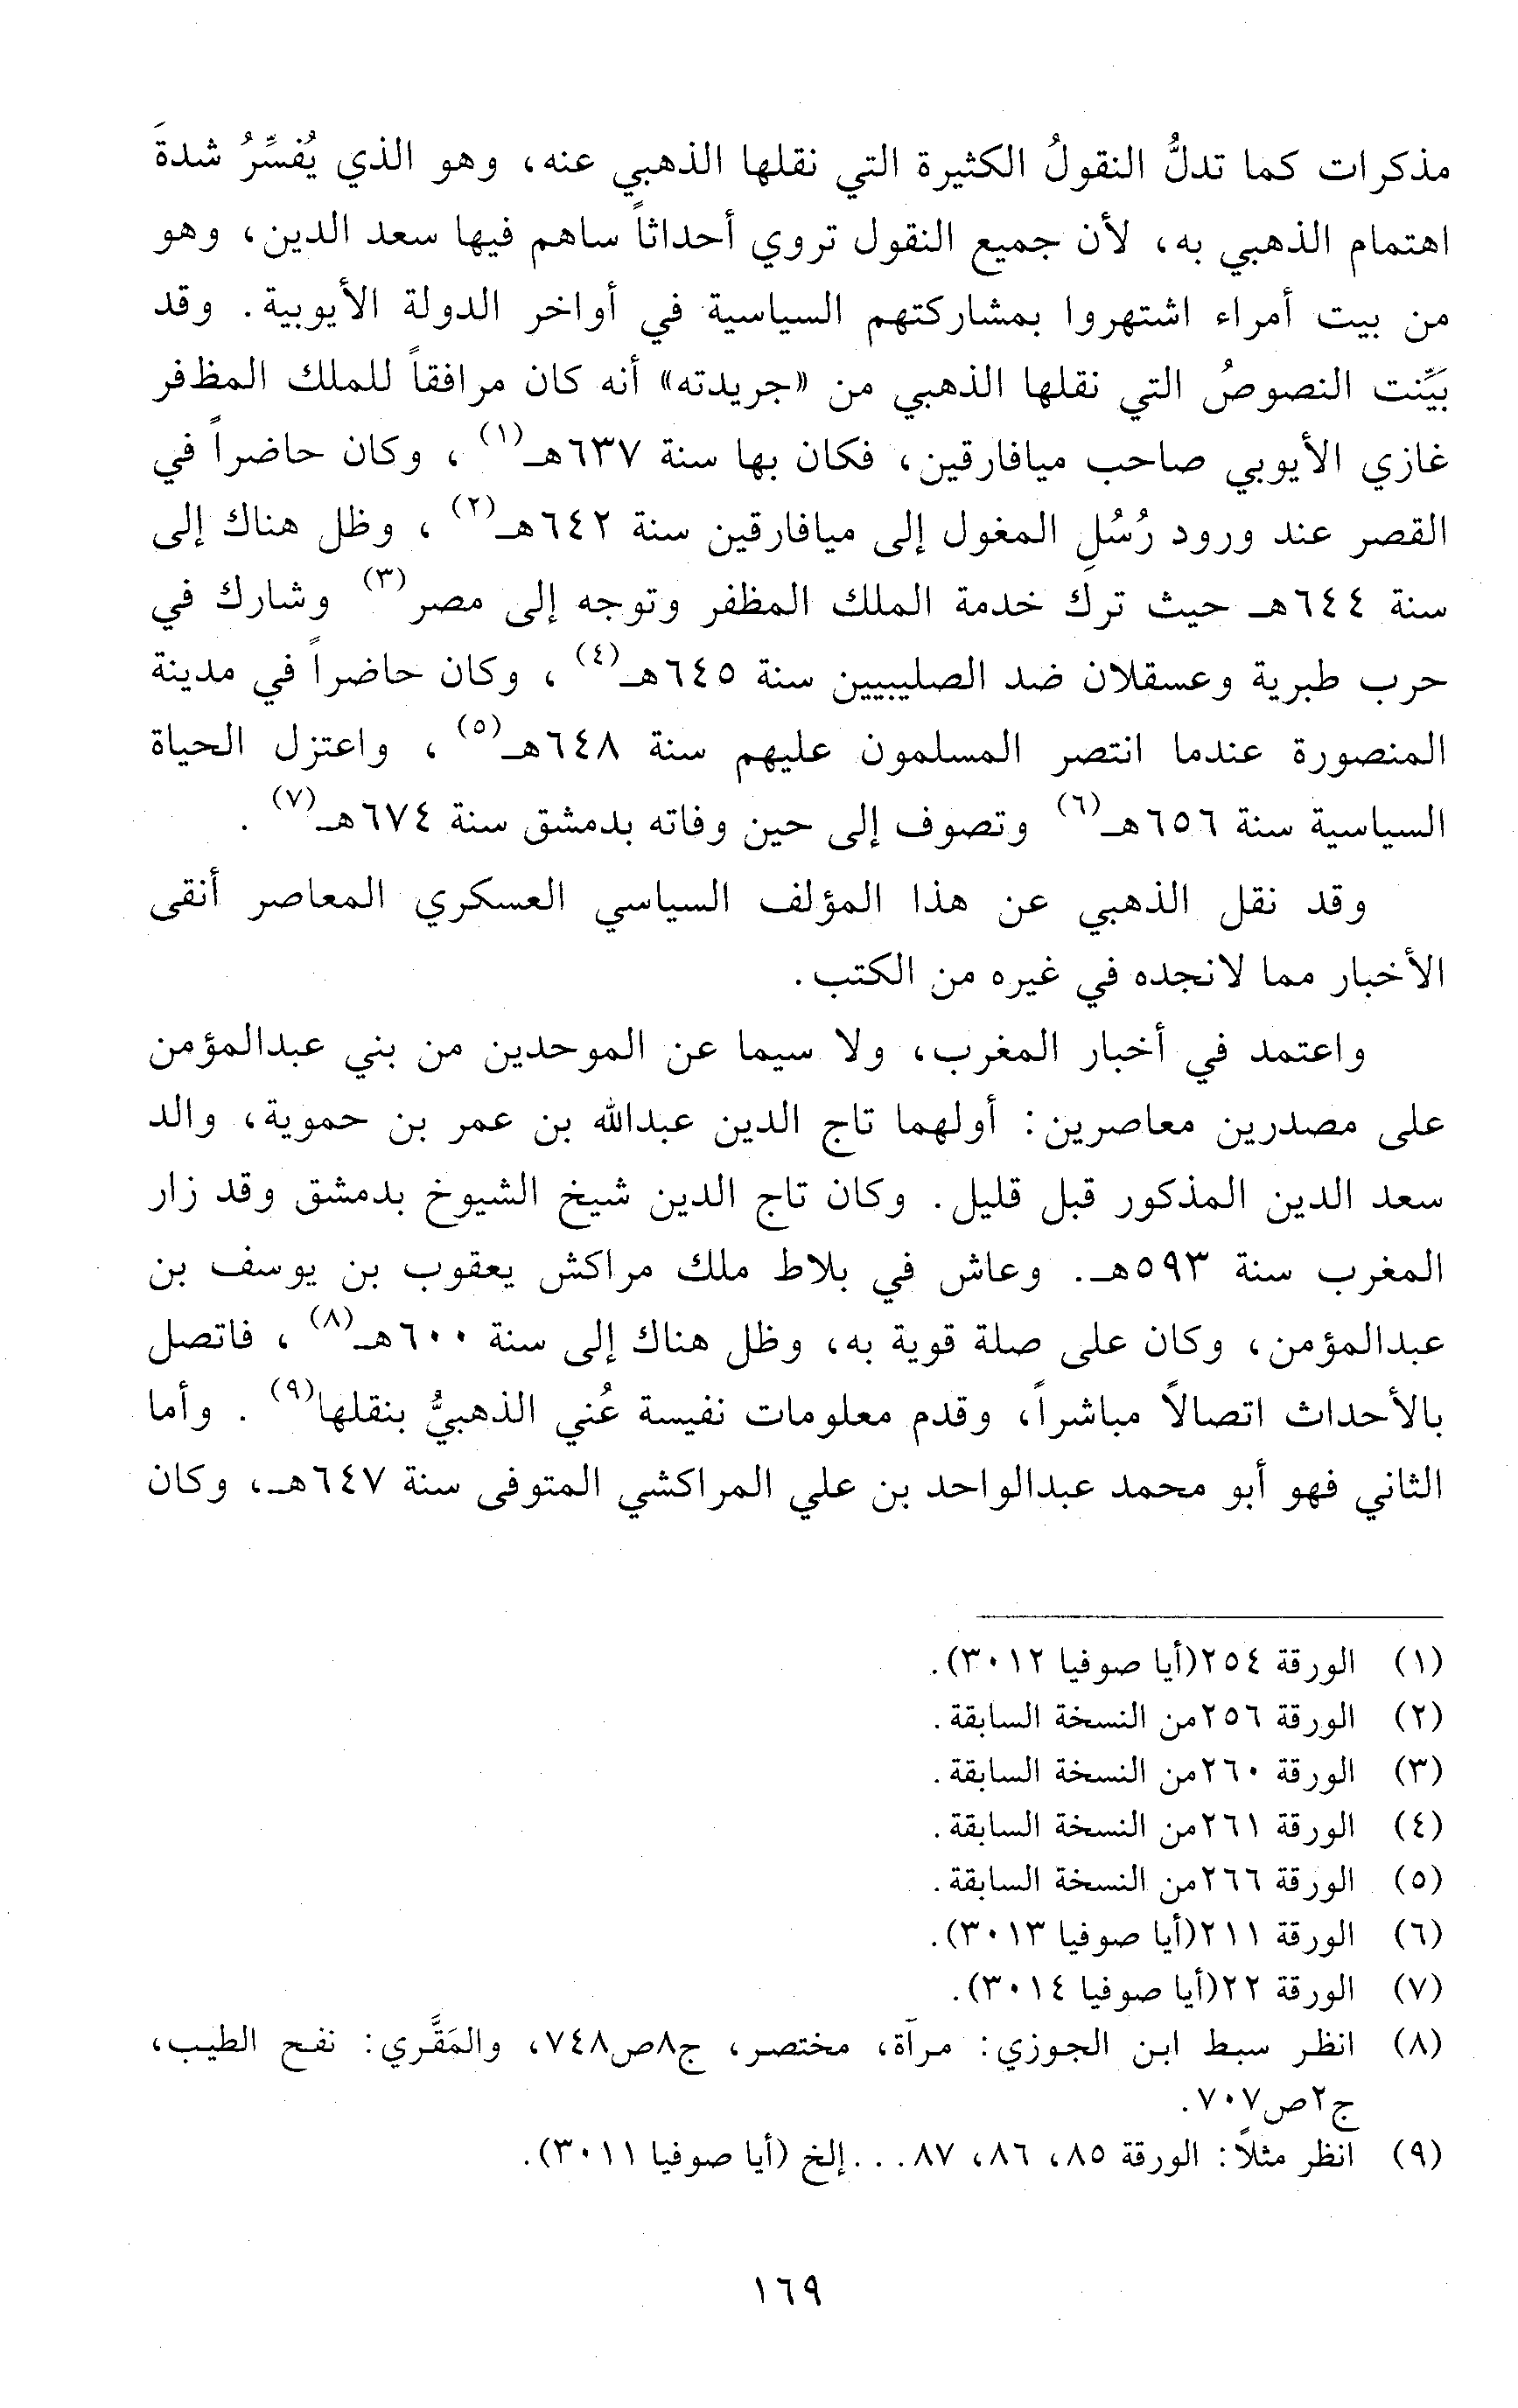 مذكرات كما تدلُّ النقولُ الكثيرة التي نقلها الذهبي عنه، وهو الذي يُفسِّرُ شدةَ
اهتمام الذهبي به، لأن جميع النقول تروي أحداثاً ساهم فيها سعد الدين، وهو
من بيت أمراء اشتهروا بمشاركتهم السياسية في أواخر الدولة الأيوبية. وقد
بَيَّنت النصوصُ التي نقلها الذهبي من «جريدته» أنه كان مرافقاً للملك المظفر
غازي الأيوبي صاحب ميافارقين، فكان بها سنة ٦٣٧هـ(١)، وكان حاضراً في
القصر عند ورود رُسُلِ المغول إلى ميافارقين سنة ٦٤٢هـ(٢)، وظل هناك إلى
سنة ٦٤٤هـ حيث ترك خدمة الملك المظفر وتوجه إلى مصر(٣) وشارك في
حرب طبرية وعسقلان ضد الصليبيين سنة ٦٤٥هـ(٤)، وكان حاضراً في مدينة
المنصورة عندما انتصر المسلمون عليهم سنة ٦٤٨هـ(٥)، واعتزل الحياة
السياسية سنة ٦٥٦هـ(٦) وتصوف إلى حين وفاته بدمشق سنة ٦٧٤هـ(٧).
وقد نقل الذهبي عن هذا المؤلف السياسي العسكري المعاصر أنقى
الأخبار مما لانجده في غيره من الكتب.
واعتمد في أخبار المغرب، ولا سيما عن الموحدين من بني عبدالمؤمن
على مصدرين معاصرين: أولهما تاج الدين عبدالله بن عمر بن حموية، والد
سعد الدين المذكور قبل قليل. وكان تاج الدين شيخ الشيوخ بدمشق وقد زار
المغرب سنة ٥٩٣هـ. وعاش في بلاط ملك مراكش يعقوب بن يوسف بن
عبدالمؤمن، وكان على صلة قوية به، وظل هناك إلى سنة ٦٠٠هـ(٨)، فاتصل
بالأحداث اتصالاً مباشراً، وقدم معلومات نفيسة عُني الذهبيُّ بنقلها(٩). وأما
الثاني فهو أبو محمد عبدالواحد بن علي المراكشي المتوفى سنة ٦٤٧هـ، وكان
(١) الورقة ٢٥٤(أيا صوفيا ٣٠١٢).
(٢) الورقة ٢٥٦من النسخة السابقة.
(٣) الورقة ٢٦٠من النسخة السابقة.
(٤) الورقة ٢٦١من النسخة السابقة.
(٥) الورقة ٢٦٦من النسخة السابقة.
(٦) الورقة ٢١١(أيا صوفيا ٣٠١٣).
(٧) الورقة ٢٢(أيا صوفيا ٣٠١٤).
(٨) انظر سبط ابن الجوزي: مرآة، مختصر، ج٨ص٧٤٨، والمَقَّري: نفح الطيب،
ج٢ص٧٠٧.
(٩) انظر مثلاً: الورقة ٨٥، ٨٦، ٨٧...إلخ (أيا صوفيا ٣٠١١).
١٦٩